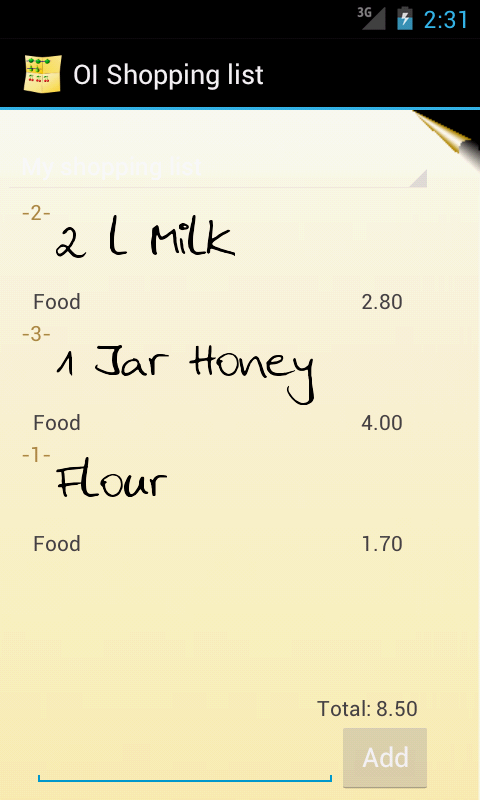 3G 2:31
OI Shopping list
My shopping list
-2-
2 l Milk
Food 2.80
-3-
1 Jar Honey
Food 4.00
-1-
Flour
Food 1.70
Total: 8.50
Add